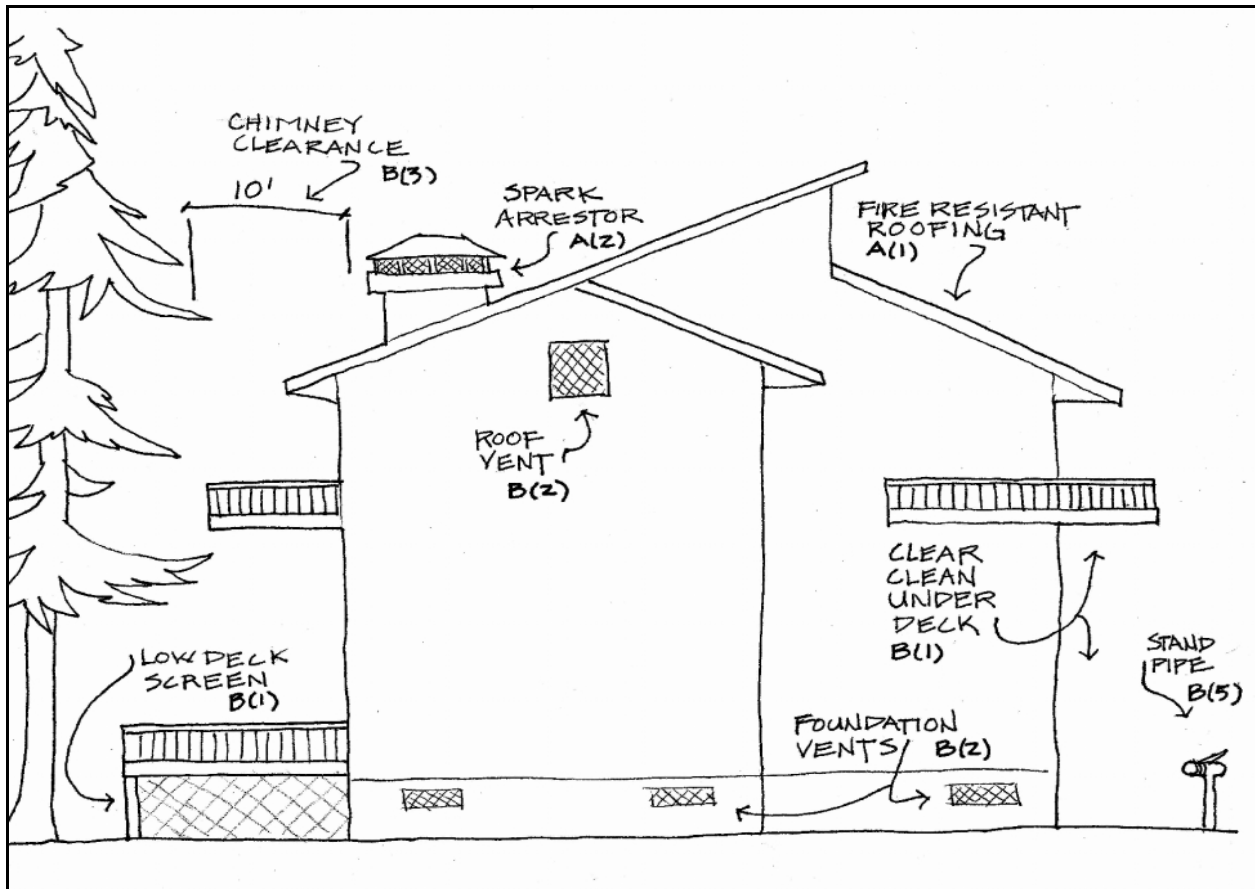 CHIMNEY
CLEARANCE
B(3)
10'
SPARK
ARRESTOR
A(2)
FIRE RESISTANT
ROOFING
A(1)
ROOF
VENT
B(2)
CLEAR
CLEAN
UNDER
DECK
B(1)
STAND
PIPE
B(5)
LOW DECK
SCREEN
B(1)
FOUNDATION
VENTS B(2)